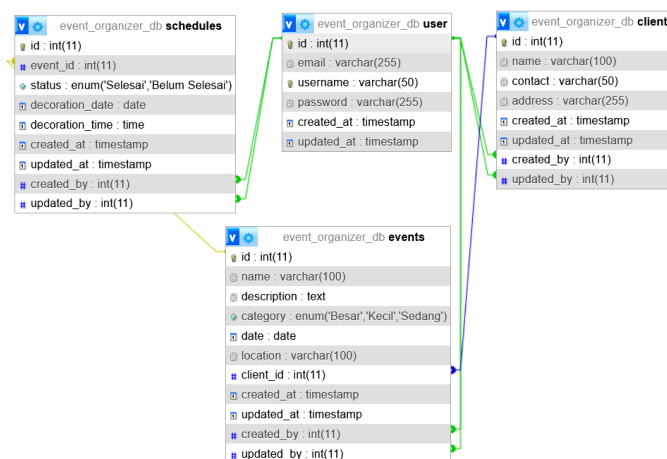 event_organizer_db schedules
id : int(11)
event_id : int(11)
status : enum('Selesai','Belum Selesai')
decoration_date : date
decoration_time : time
created_at : timestamp
updated_at : timestamp
created_by : int(11)
updated_by : int(11)
event_organizer_db user
id : int(11)
email : varchar(255)
username : varchar(50)
password : varchar(255)
created_at : timestamp
updated_at : timestamp
event_organizer_db client
id : int(11)
name : varchar(100)
contact : varchar(50)
address : varchar(255)
created_at : timestamp
updated_at : timestamp
created_by : int(11)
updated_by : int(11)
event_organizer_db events
id : int(11)
name : varchar(100)
description : text
category : enum('Besar','Kecil','Sedang')
date : date
location : varchar(100)
client_id : int(11)
created_at : timestamp
updated_at : timestamp
created_by : int(11)
updated_by : int(11)